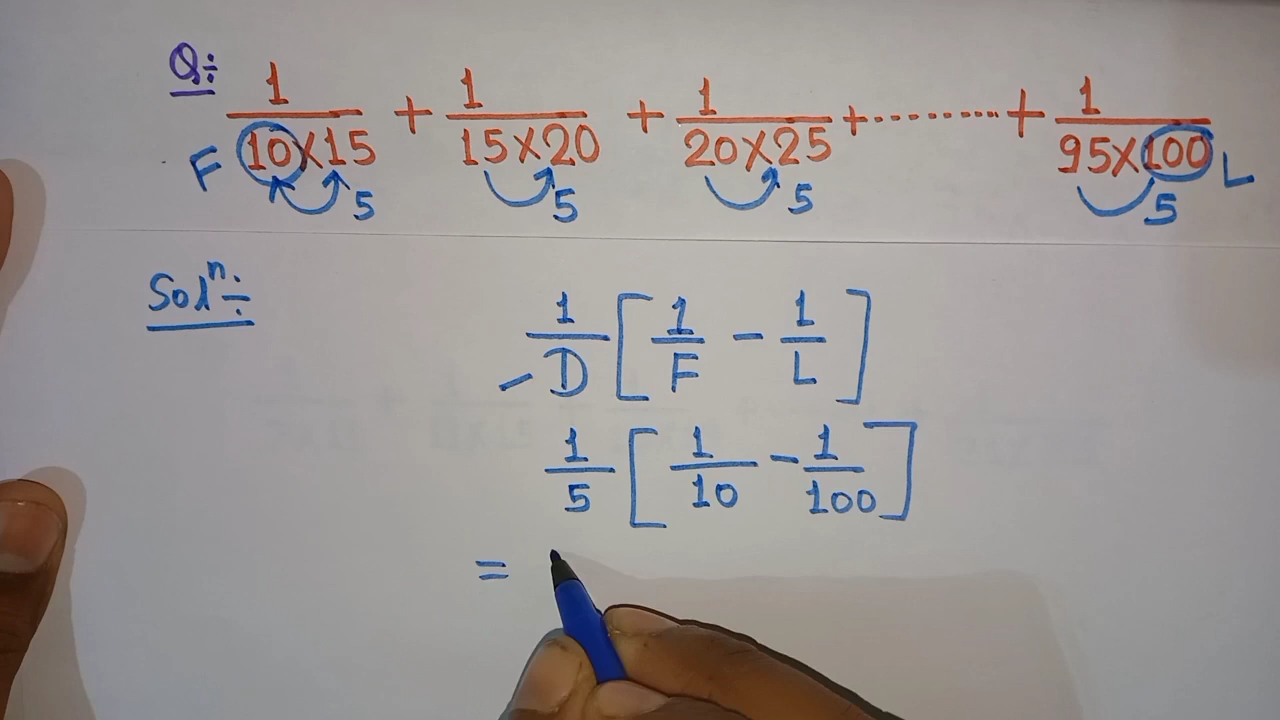 Q:- 1/(10×15) + 1/(15×20) + 1/(20×25) +.........+ 1/(95×100)
F 5 5 5 5 L
Solⁿ:-
1/D [1/F - 1/L]
1/5 [1/10 - 1/100]
=